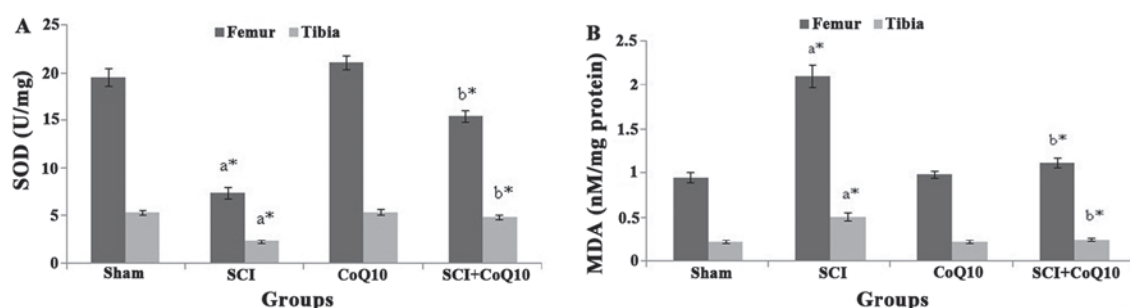 A
Femur Tibia
SOD (U/mg)
25
20
15
10
5
0
a*
a*
b*
b*
Sham SCI CoQ10 SCI+CoQ10
Groups
B
Femur Tibia
MDA (nM/mg protein)
2.5
2
1.5
1
0.5
0
a*
a*
b*
b*
Sham SCI CoQ10 SCI+CoQ10
Groups